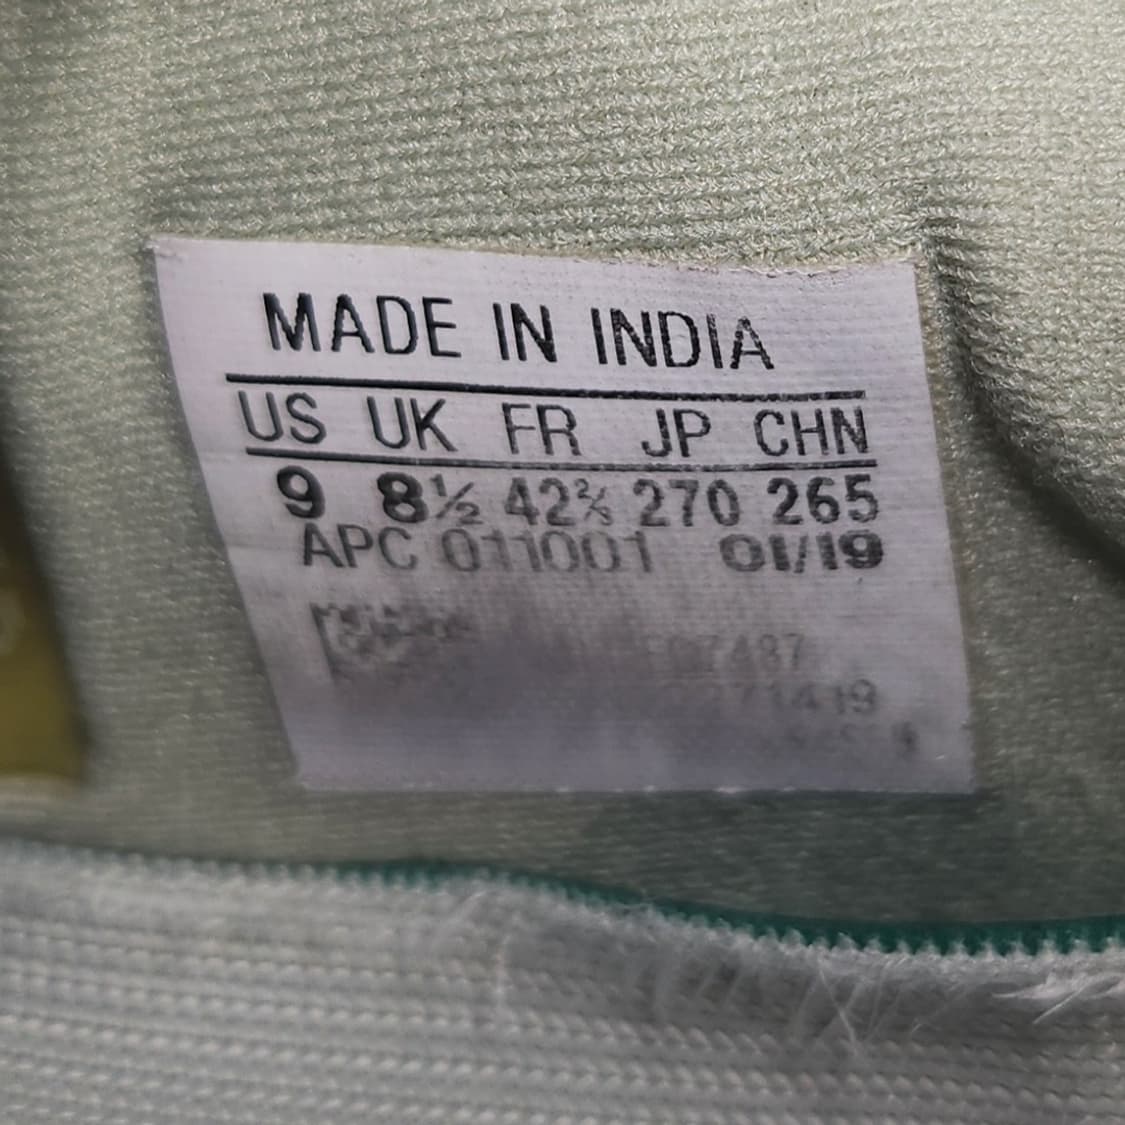 MADE IN INDIA
US UK FR JP CHN
9 8½ 42⅔ 270 265
APC 011001 01/19